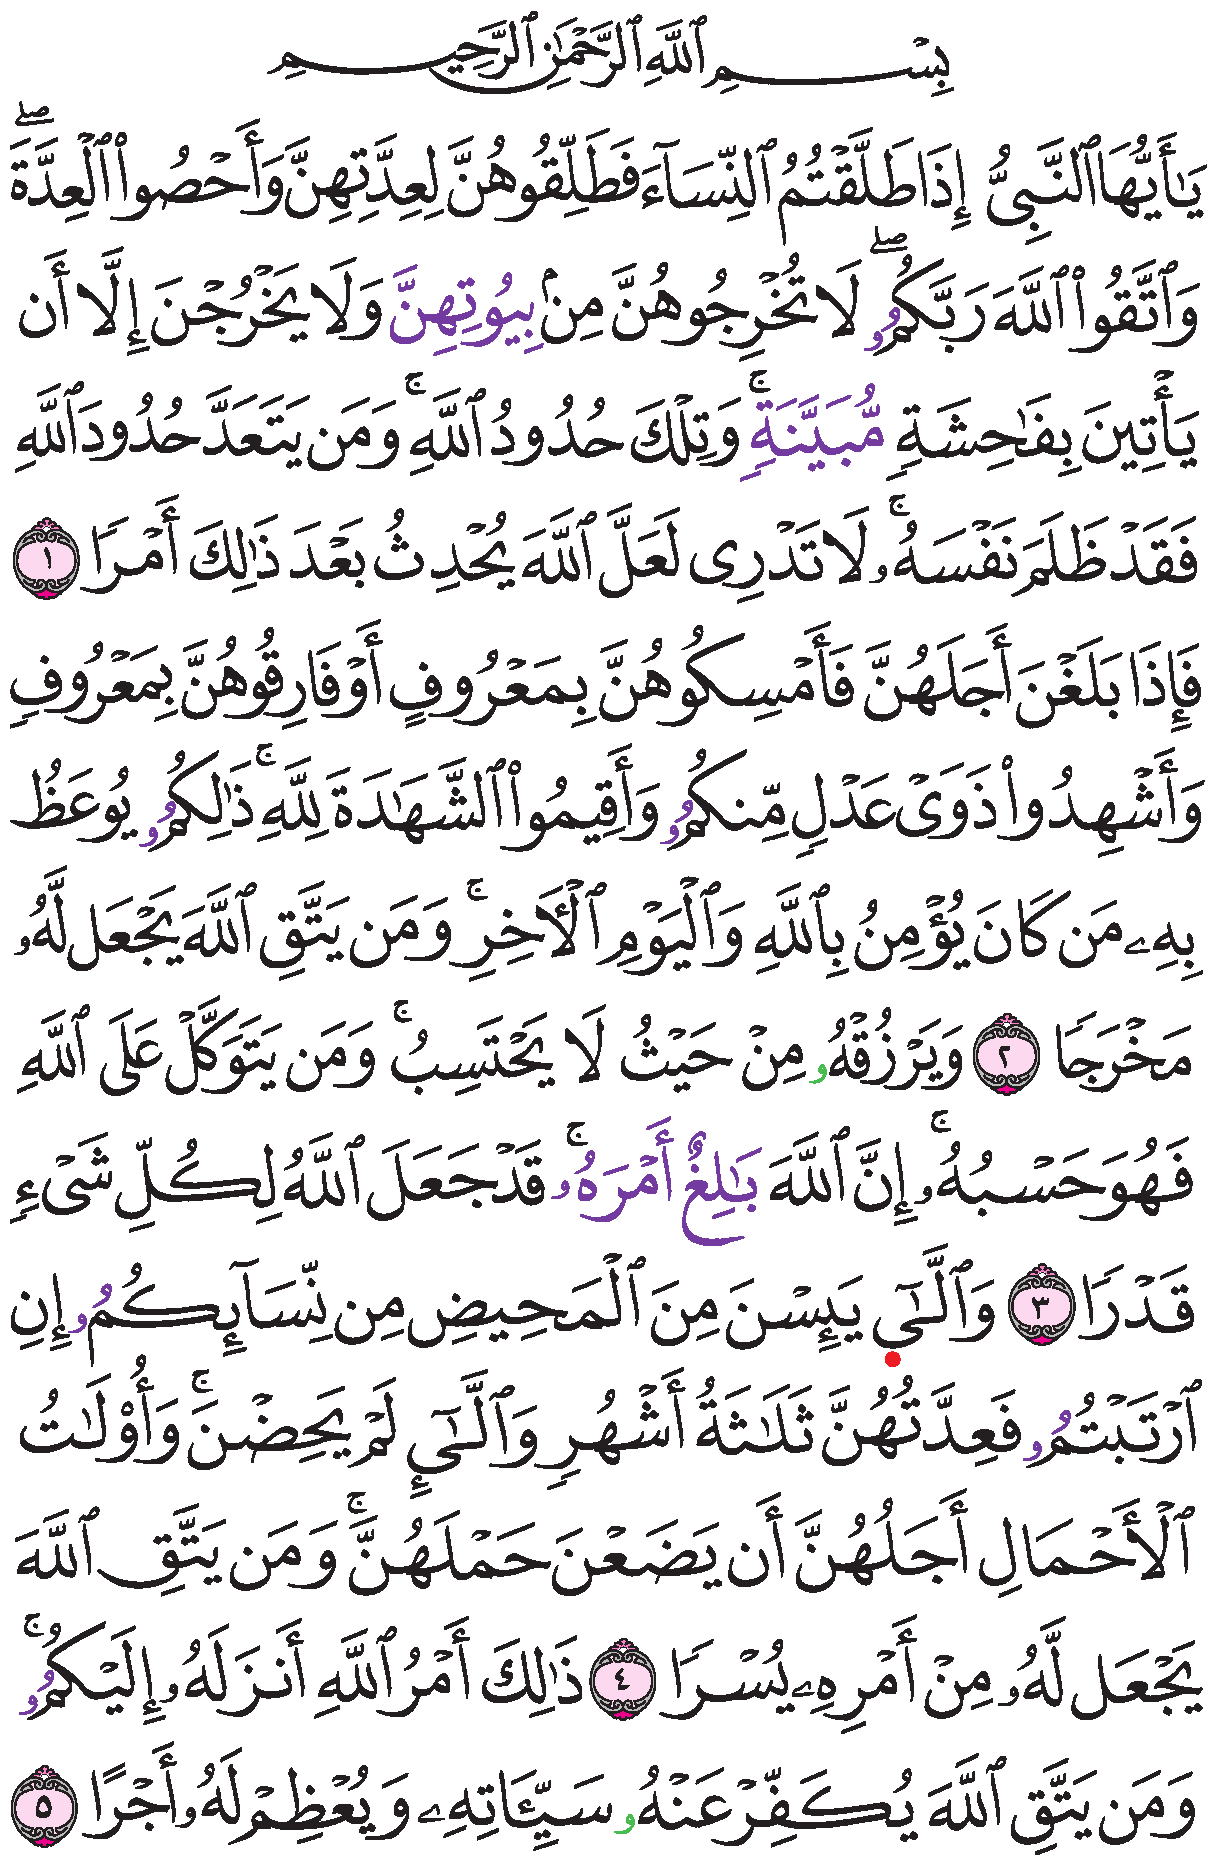 بِسۡمِ ٱللَّهِ ٱلرَّحۡمَٰنِ ٱلرَّحِيمِ
يَٰٓأَيُّهَا ٱلنَّبِيُّ إِذَا طَلَّقۡتُمُ ٱلنِّسَآءَ فَطَلِّقُوهُنَّ لِعِدَّتِهِنَّ وَأَحۡصُواْ ٱلۡعِدَّةَۖ
وَٱتَّقُواْ ٱللَّهَ رَبَّكُمُۥۖ لَا تُخۡرِجُوهُنَّ مِنۢ بِيُوتِهِنَّ وَلَا يَخۡرُجۡنَ إِلَّآ أَن
يَأۡتِينَ بِفَٰحِشَةٖ مُّبَيَّنَةٖۚ وَتِلۡكَ حُدُودُ ٱللَّهِۚ وَمَن يَتَعَدَّ حُدُودَ ٱللَّهِ
فَقَدۡ ظَلَمَ نَفۡسَهُۥۚ لَا تَدۡرِي لَعَلَّ ٱللَّهَ يُحۡدِثُ بَعۡدَ ذَٰلِكَ أَمۡرٗا ١
فَإِذَا بَلَغۡنَ أَجَلَهُنَّ فَأَمۡسِكُوهُنَّ بِمَعۡرُوفٍ أَوۡ فَارِقُوهُنَّ بِمَعۡرُوفٖ
وَأَشۡهِدُواْ ذَوَيۡ عَدۡلٖ مِّنكُمُۥ وَأَقِيمُواْ ٱلشَّهَٰدَةَ لِلَّهِۚ ذَٰلِكُمُۥ يُوعَظُ
بِهِۦ مَن كَانَ يُؤۡمِنُ بِٱللَّهِ وَٱلۡيَوۡمِ ٱلۡأٓخِرِۚ وَمَن يَتَّقِ ٱللَّهَ يَجۡعَل لَّهُۥ
مَخۡرَجٗا ٢ وَيَرۡزُقۡهُۥ مِنۡ حَيۡثُ لَا يَحۡتَسِبُۚ وَمَن يَتَوَكَّلۡ عَلَى ٱللَّهِ
فَهُوَ حَسۡبُهُۥٓۚ إِنَّ ٱللَّهَ بَٰلِغٌ أَمۡرَهُۥۚ قَدۡ جَعَلَ ٱللَّهُ لِكُلِّ شَيۡءٖ
قَدۡرٗا ٣ وَٱلَّٰٓي يَئِسۡنَ مِنَ ٱلۡمَحِيضِ مِن نِّسَآئِكُمُۥ إِنِ
ٱرۡتَبۡتُمُۥ فَعِدَّتُهُنَّ ثَلَٰثَةُ أَشۡهُرٖ وَٱلَّٰٓـِٔي لَمۡ يَحِضۡنَۚ وَأُوْلَٰتُ
ٱلۡأَحۡمَالِ أَجَلُهُنَّ أَن يَضَعۡنَ حَمۡلَهُنَّۚ وَمَن يَتَّقِ ٱللَّهَ
يَجۡعَل لَّهُۥ مِنۡ أَمۡرِهِۦ يُسۡرٗا ٤ ذَٰلِكَ أَمۡرُ ٱللَّهِ أَنزَلَهُۥٓ إِلَيۡكُمُۥۚ
وَمَن يَتَّقِ ٱللَّهَ يُكَفِّرۡ عَنۡهُۥ سَيِّـَٔاتِهِۦ وَيُعۡظِمۡ لَهُۥٓ أَجۡرًا ٥